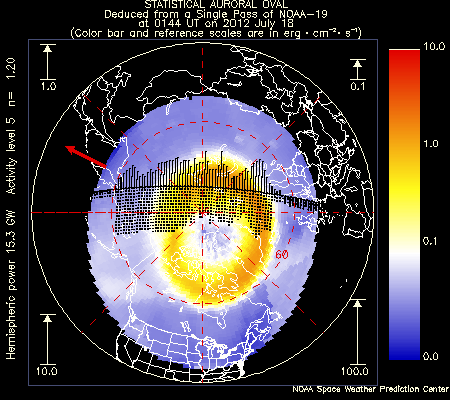 STATISTICAL AURORAL OVAL
Deduced from a Single Pass of NOAA-19
at 0144 UT on 2012 July 18
(Color bar and reference scales are in erg · cm⁻² · s⁻¹)
Hemispheric power 15.3 GW Activity level 5 n= 1.20
1.0
0.1
10.0
100.0
60
10.0
1.0
0.1
0.0
NOAA Space Weather Prediction Center